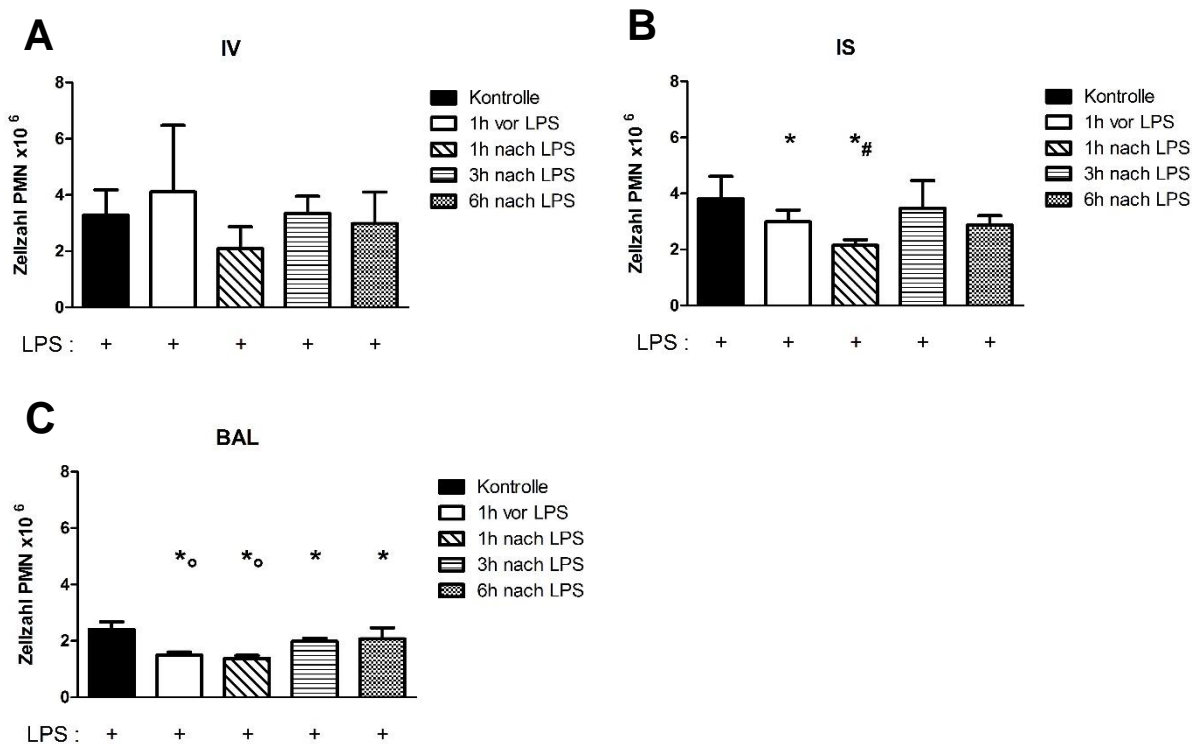 A
IV
Zellzahl PMN x10 6
8
6
4
2
0
Kontrolle
1h vor LPS
1h nach LPS
3h nach LPS
6h nach LPS
LPS : + + + + +
B
IS
Zellzahl PMN x10 6
8
6
4
2
0
* *#
Kontrolle
1h vor LPS
1h nach LPS
3h nach LPS
6h nach LPS
LPS : + + + + +
C
BAL
Zellzahl PMN x10 6
8
6
4
2
0
*° *° * *
Kontrolle
1h vor LPS
1h nach LPS
3h nach LPS
6h nach LPS
LPS : + + + + +